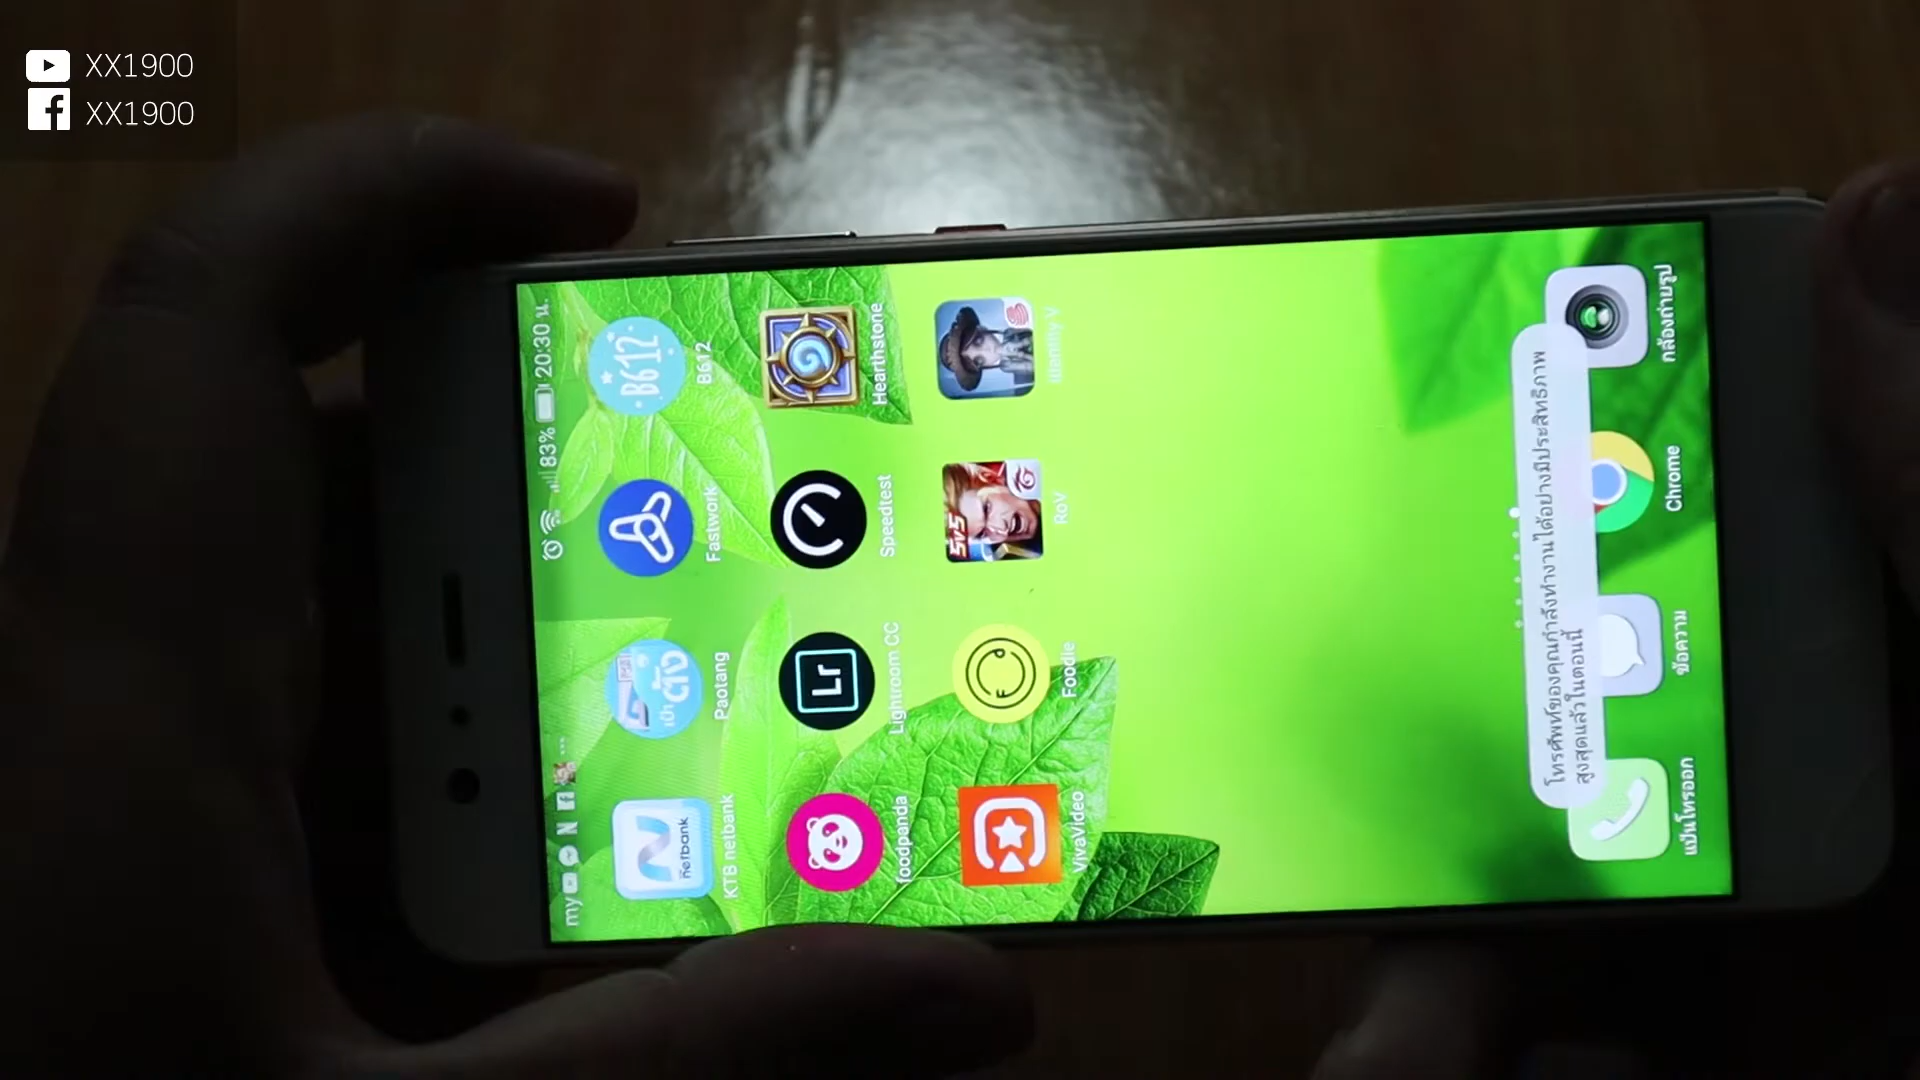 XX1900
XX1900
my
N
83%
20:30 น.
netbank
KTB netbank
เป๋า
ตัง
Paotang
Fastwork
B612
B612
foodpanda
Lr
Lightroom CC
Speedtest
Hearthstone
VivaVideo
F
d
Foodie
5v5
RoV
Identity V
โทรศัพท์ของคุณกำลังทำงานได้อย่างมีประสิทธิภาพ
สูงสุดแล้วในตอนนี้
แป้นโทรออก
ข้อความ
Chrome
กล้องถ่ายรูป